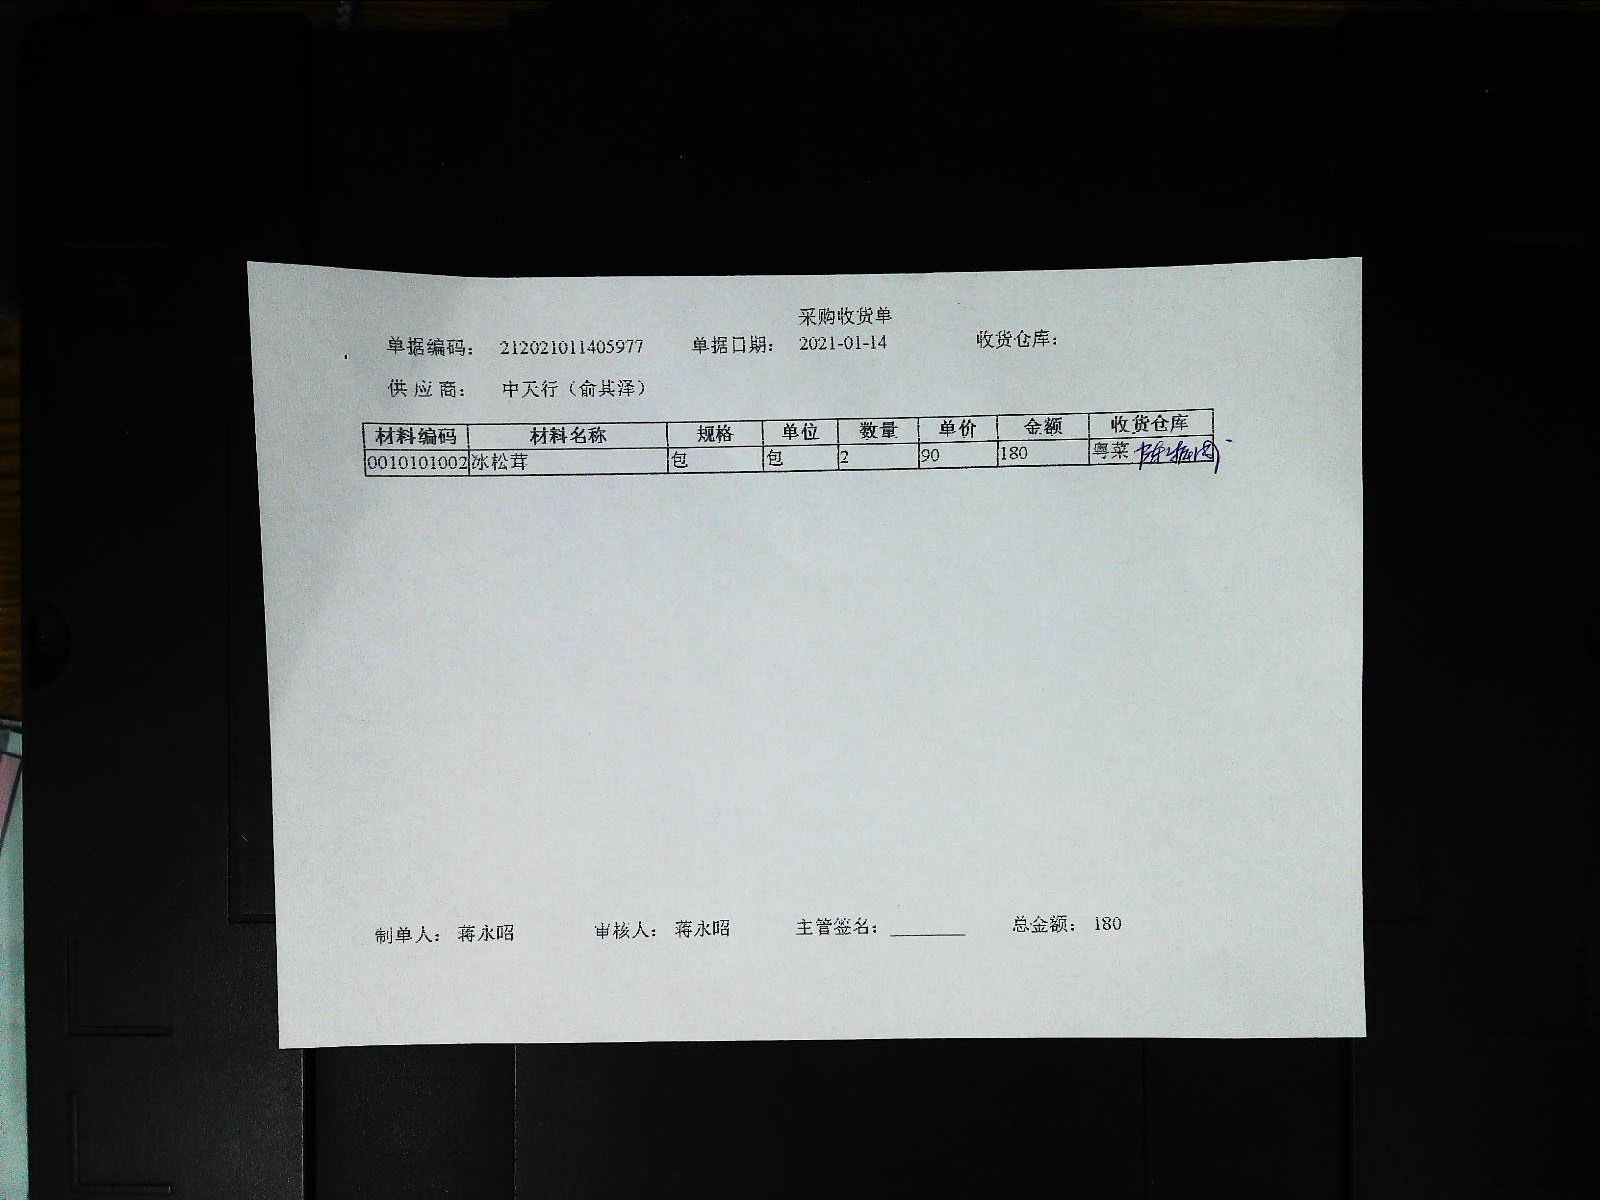 采购收货单
单据编码： 212021011405977 单据日期： 2021-01-14 收货仓库：
供应商： 中天行（俞其泽）
材料编码 材料名称 规格 单位 数量 单价 金额 收货仓库
0010101002 冰松茸 包 包 2 90 180 粤菜
制单人： 蒋永昭 审核人： 蒋永昭 主管签名：________ 总金额： 180